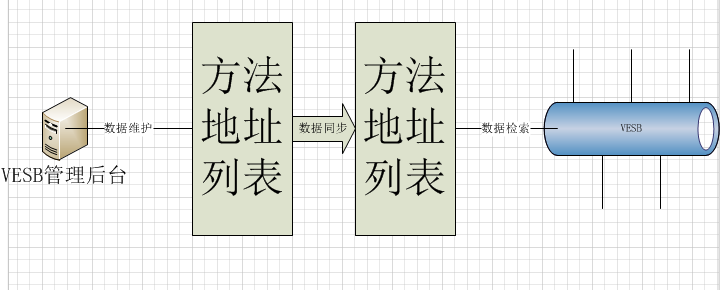 方法
地址
列表
方法
地址
列表
数据维护
数据同步
数据检索
VESB
VESB管理后台